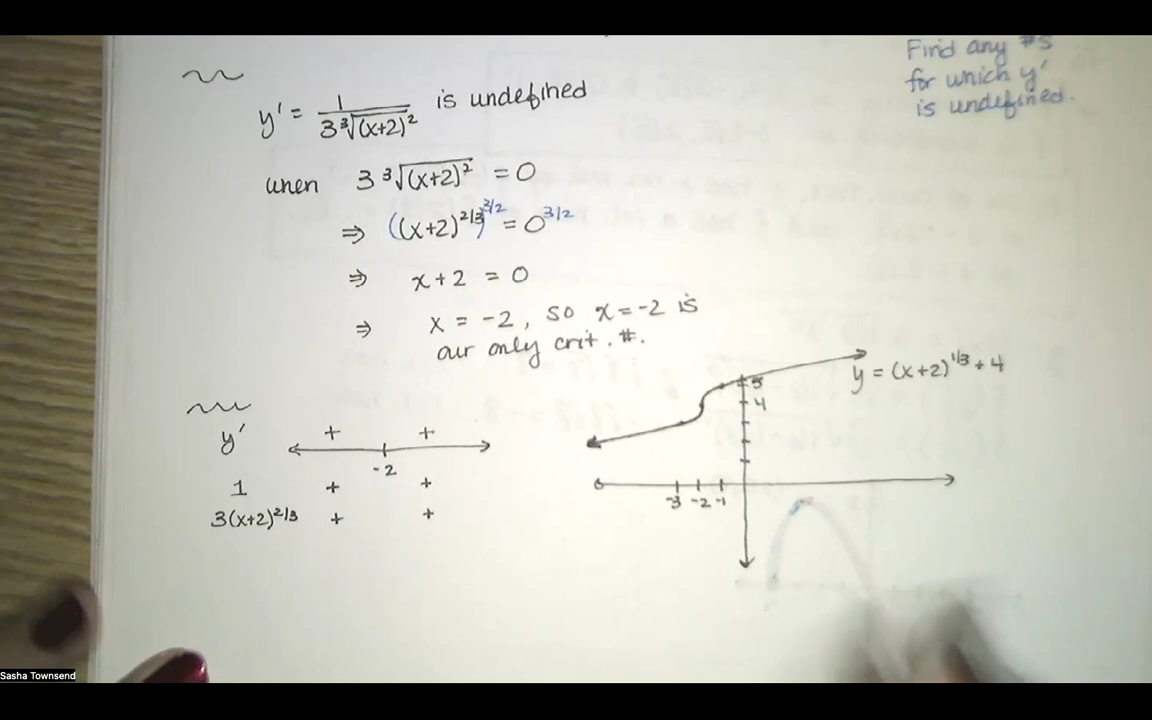 Find any #s
for which y'
is undefined.
y' = 1/(3∛(x+2)²) is undefined
when 3 ∛(x+2)² = 0
⇒ ((x+2)^2/3)^3/2 = 0^3/2
⇒ x+2 = 0
⇒ x = -2, so x=-2 is
our only crit. #.
y = (x+2)^1/3 + 4
5
4
-3 -2 -1
y' + +
-2
1 + +
3(x+2)^2/3 + +
Sasha Townsend